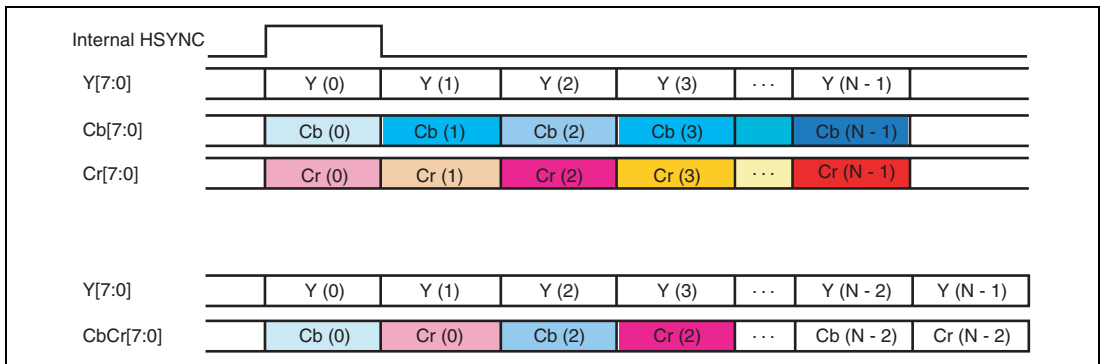 Internal HSYNC
Y[7:0] Y (0) Y (1) Y (2) Y (3) ... Y (N - 1)
Cb[7:0] Cb (0) Cb (1) Cb (2) Cb (3) Cb (N - 1)
Cr[7:0] Cr (0) Cr (1) Cr (2) Cr (3) ... Cr (N - 1)
Y[7:0] Y (0) Y (1) Y (2) Y (3) ... Y (N - 2) Y (N - 1)
CbCr[7:0] Cb (0) Cr (0) Cb (2) Cr (2) ... Cb (N - 2) Cr (N - 2)